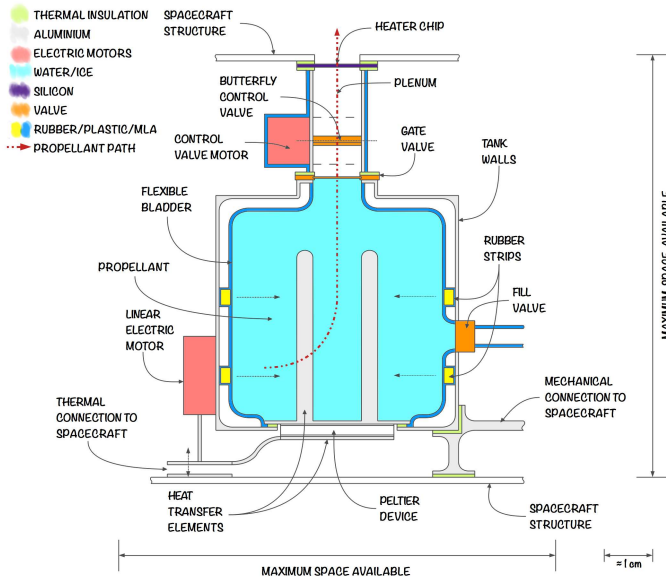 THERMAL INSULATION
ALUMINIUM
ELECTRIC MOTORS
WATER/ICE
SILICON
VALVE
RUBBER/PLASTIC/MLA
PROPELLANT PATH
SPACECRAFT
STRUCTURE
HEATER CHIP
BUTTERFLY
CONTROL
VALVE
PLENUM
CONTROL
VALVE MOTOR
GATE
VALVE
TANK
WALLS
FLEXIBLE
BLADDER
PROPELLANT
RUBBER
STRIPS
LINEAR
ELECTRIC
MOTOR
FILL
VALVE
THERMAL
CONNECTION TO
SPACECRAFT
MECHANICAL
CONNECTION TO
SPACECRAFT
HEAT
TRANSFER
ELEMENTS
PELTIER
DEVICE
SPACECRAFT
STRUCTURE
MAXIMUM SPACE AVAILABLE
MAXIMUM SPACE AVAILABLE
≈1 cm